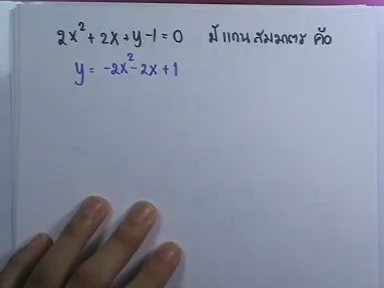 2x² + 2x + y - 1 = 0 มีแกนสมมาตร คือ
y = -2x² - 2x + 1